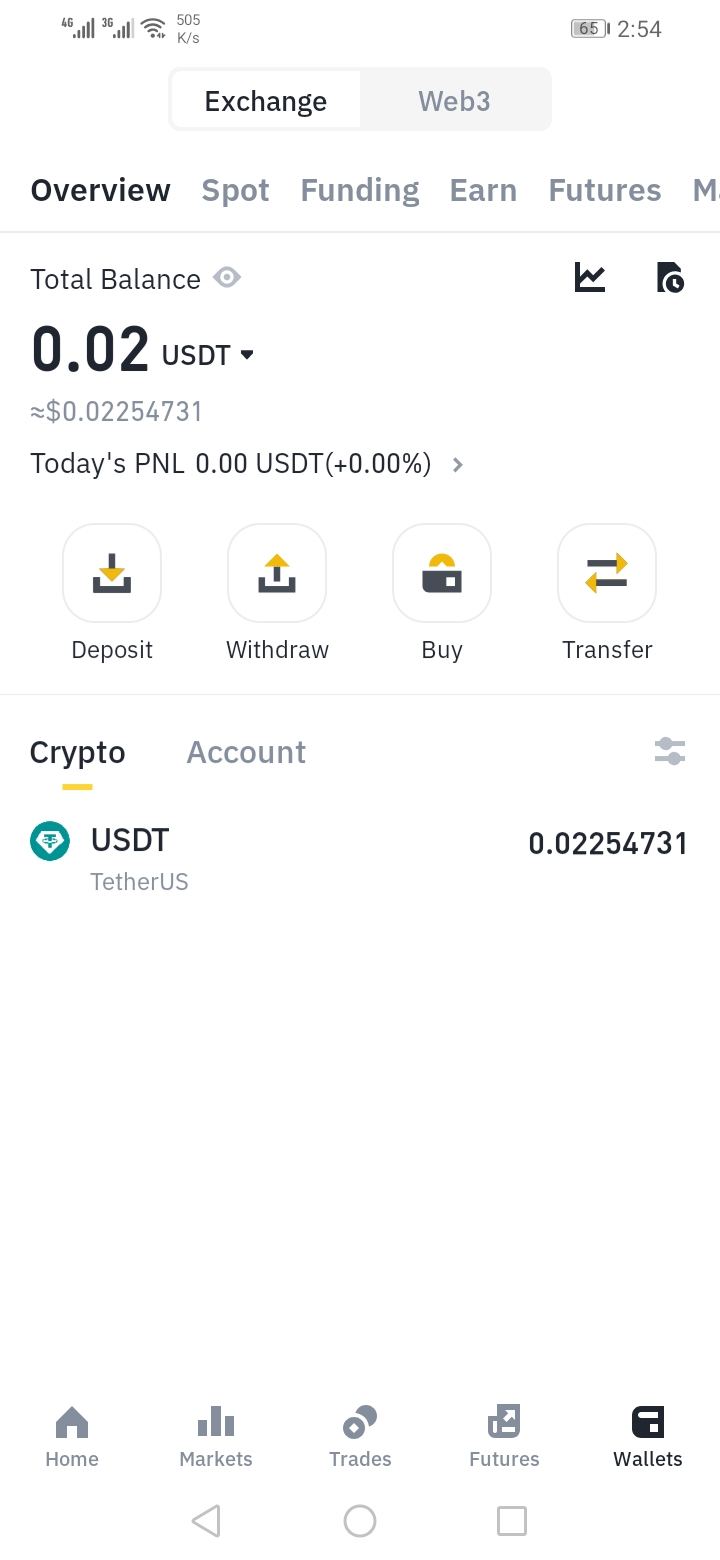 4G 3G 505 K/s 65 2:54
Exchange Web3
Overview Spot Funding Earn Futures
Total Balance
0.02 USDT
≈$0.02254731
Today's PNL 0.00 USDT(+0.00%)
Deposit Withdraw Buy Transfer
Crypto Account
USDT 0.02254731
TetherUS
Home Markets Trades Futures Wallets